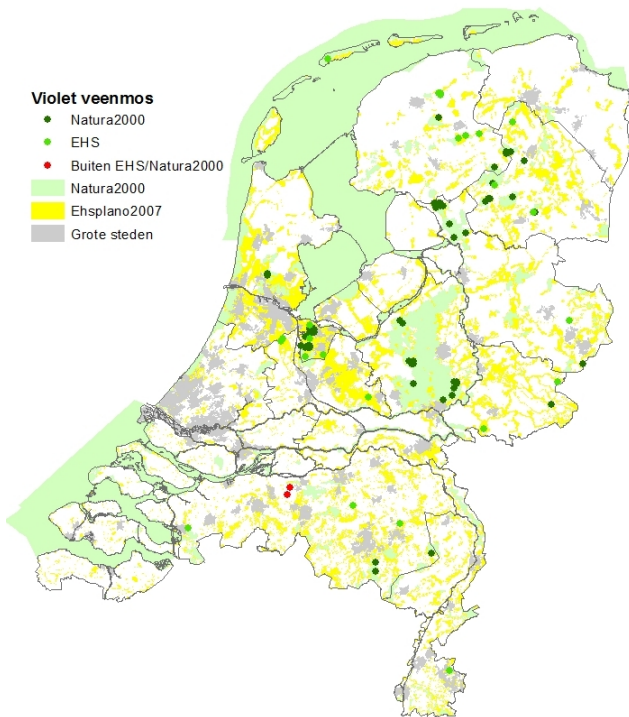 Violet veenmos
Natura2000
EHS
Buiten EHS/Natura2000
Natura2000
Ehsplano2007
Grote steden